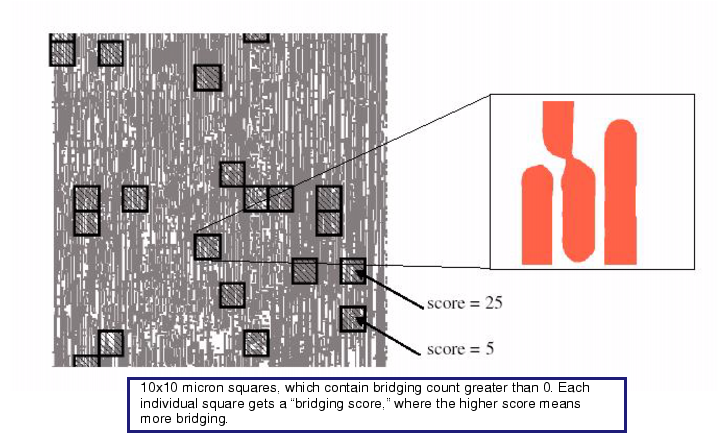 score = 25
score = 5
10x10 micron squares, which contain bridging count greater than 0. Each
individual square gets a “bridging score,” where the higher score means
more bridging.